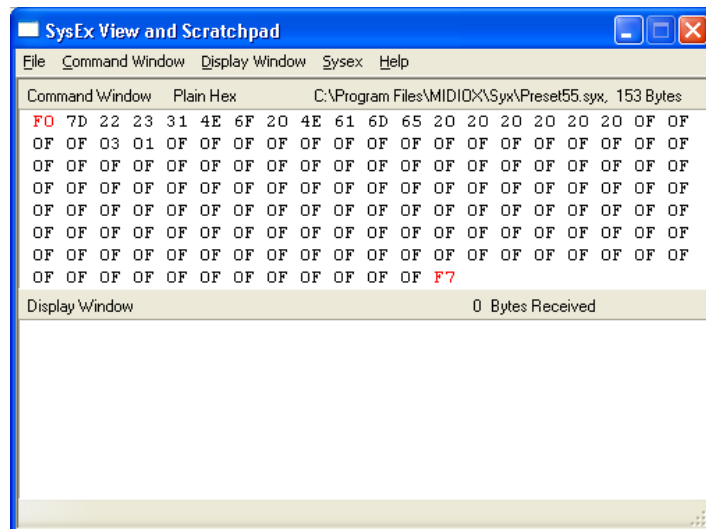 SysEx View and Scratchpad
File Command Window Display Window Sysex Help
Command Window Plain Hex C:\Program Files\MIDIOX\Syx\Preset55.syx, 153 Bytes
F0 7D 22 23 31 4E 6F 20 4E 61 6D 65 20 20 20 20 20 20 0F 0F
0F 0F 03 01 0F 0F 0F 0F 0F 0F 0F 0F 0F 0F 0F 0F 0F 0F 0F 0F
0F 0F 0F 0F 0F 0F 0F 0F 0F 0F 0F 0F 0F 0F 0F 0F 0F 0F 0F 0F
0F 0F 0F 0F 0F 0F 0F 0F 0F 0F 0F 0F 0F 0F 0F 0F 0F 0F 0F 0F
0F 0F 0F 0F 0F 0F 0F 0F 0F 0F 0F 0F 0F 0F 0F 0F 0F 0F 0F 0F
0F 0F 0F 0F 0F 0F 0F 0F 0F 0F 0F 0F 0F 0F 0F 0F 0F 0F 0F 0F
0F 0F 0F 0F 0F 0F 0F 0F 0F 0F 0F 0F 0F 0F 0F 0F 0F 0F 0F 0F
0F 0F 0F 0F 0F 0F 0F 0F 0F 0F 0F 0F F7
Display Window 0 Bytes Received